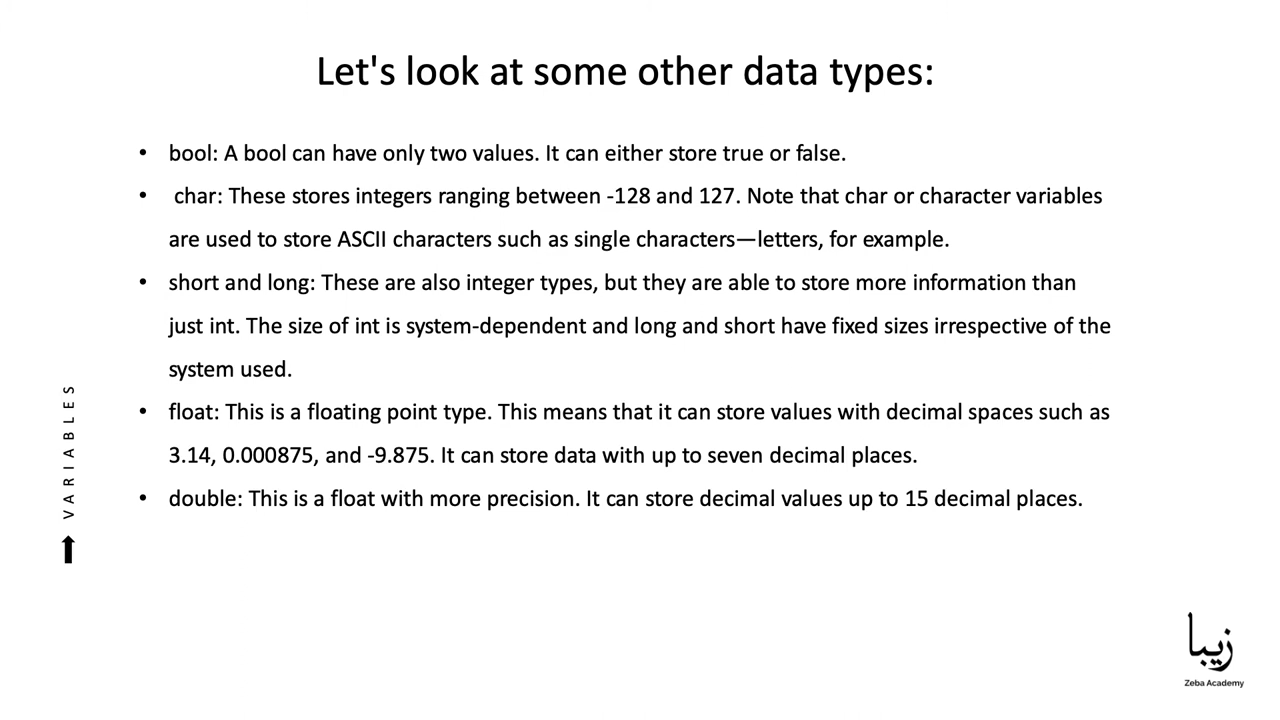 Let's look at some other data types:
• bool: A bool can have only two values. It can either store true or false.
• char: These stores integers ranging between -128 and 127. Note that char or character variables
are used to store ASCII characters such as single characters—letters, for example.
• short and long: These are also integer types, but they are able to store more information than
just int. The size of int is system-dependent and long and short have fixed sizes irrespective of the
system used.
• float: This is a floating point type. This means that it can store values with decimal spaces such as
3.14, 0.000875, and -9.875. It can store data with up to seven decimal places.
• double: This is a float with more precision. It can store decimal values up to 15 decimal places.
VARIABLES
زیبا
Zeba Academy